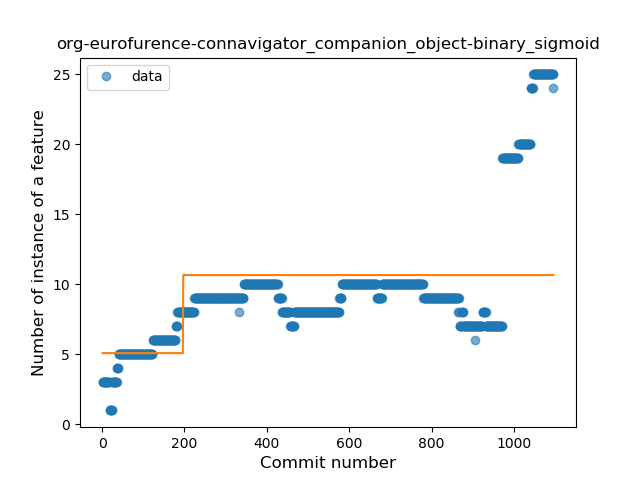 org-eurofurence-connavigator_companion_object-binary_sigmoid
data
Number of instance of a feature
25
20
15
10
5
0
0 200 400 600 800 1000
Commit number